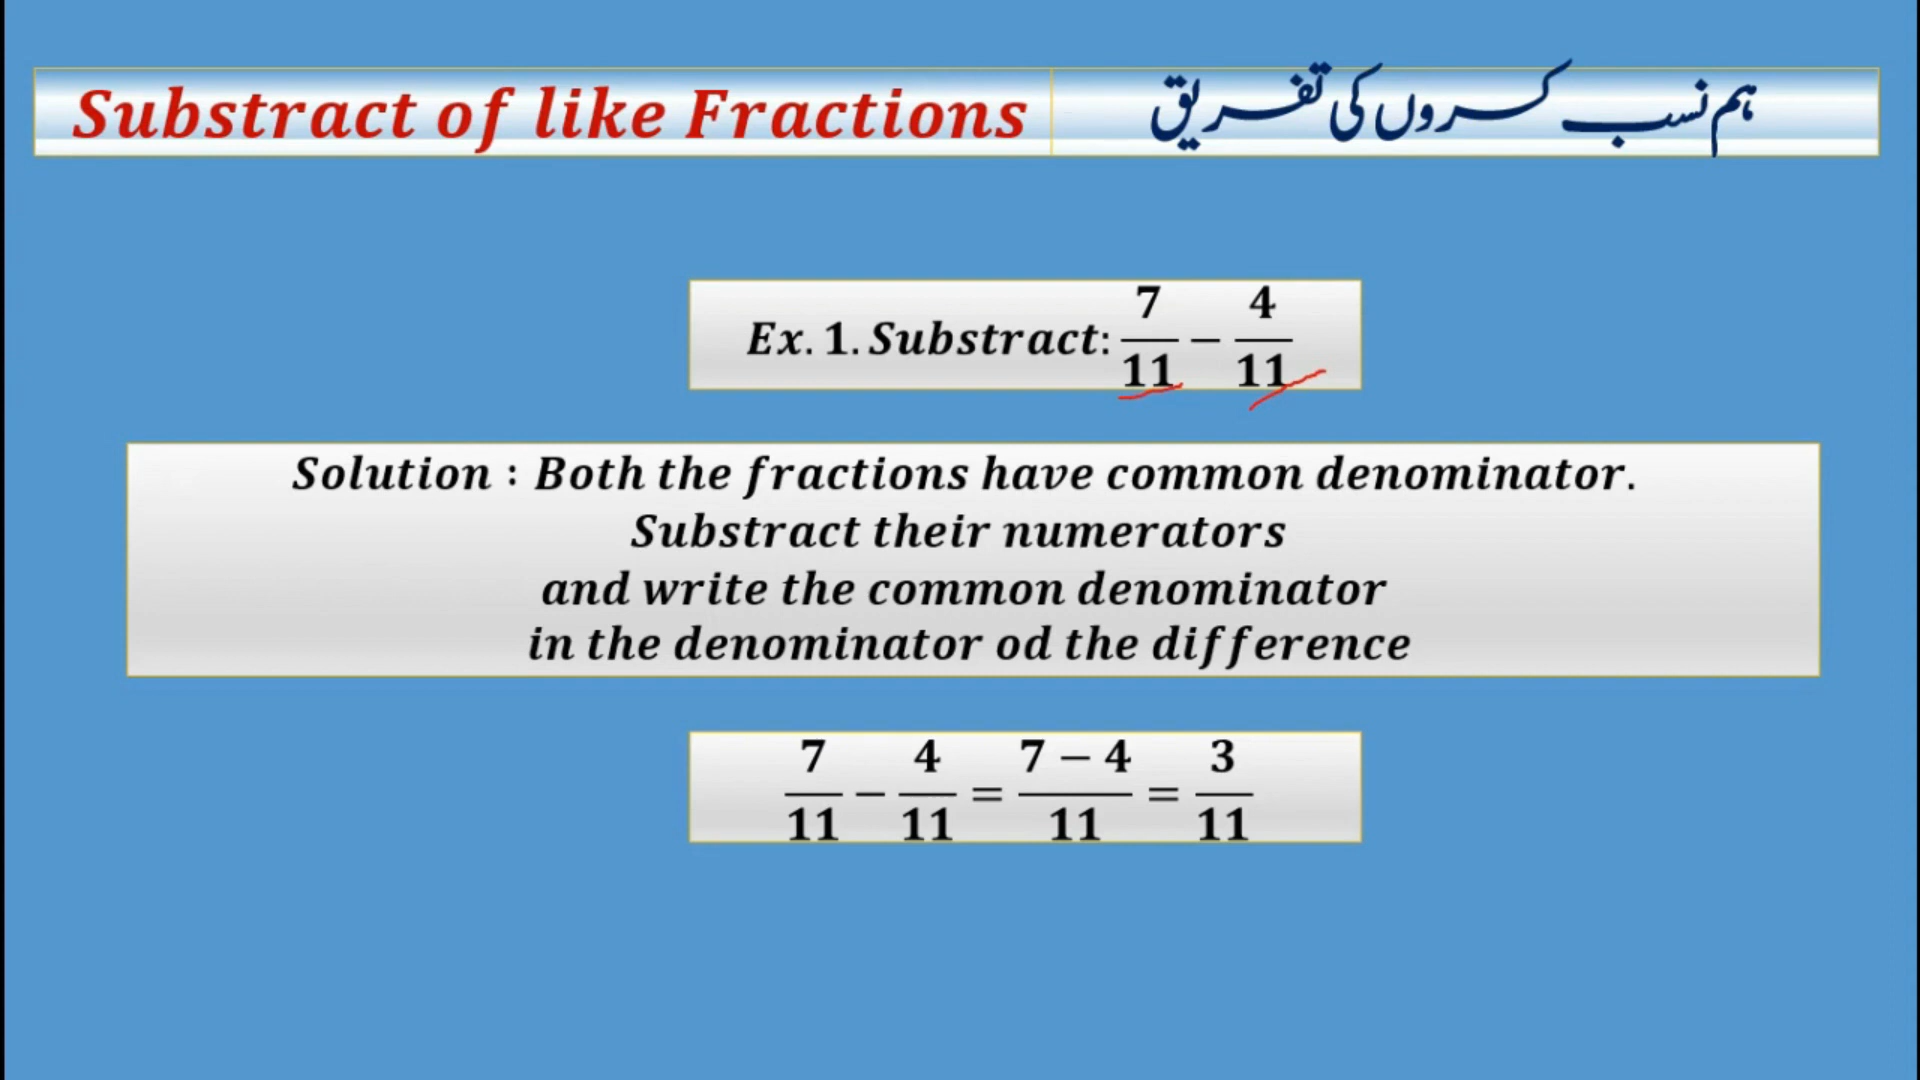 Substract of like Fractions
ہم نسب کسروں کی تفریق
Ex. 1. Substract: 7/11 − 4/11
Solution : Both the fractions have common denominator.
Substract their numerators
and write the common denominator
in the denominator od the difference
7/11 − 4/11 = 7 − 4/11 = 3/11